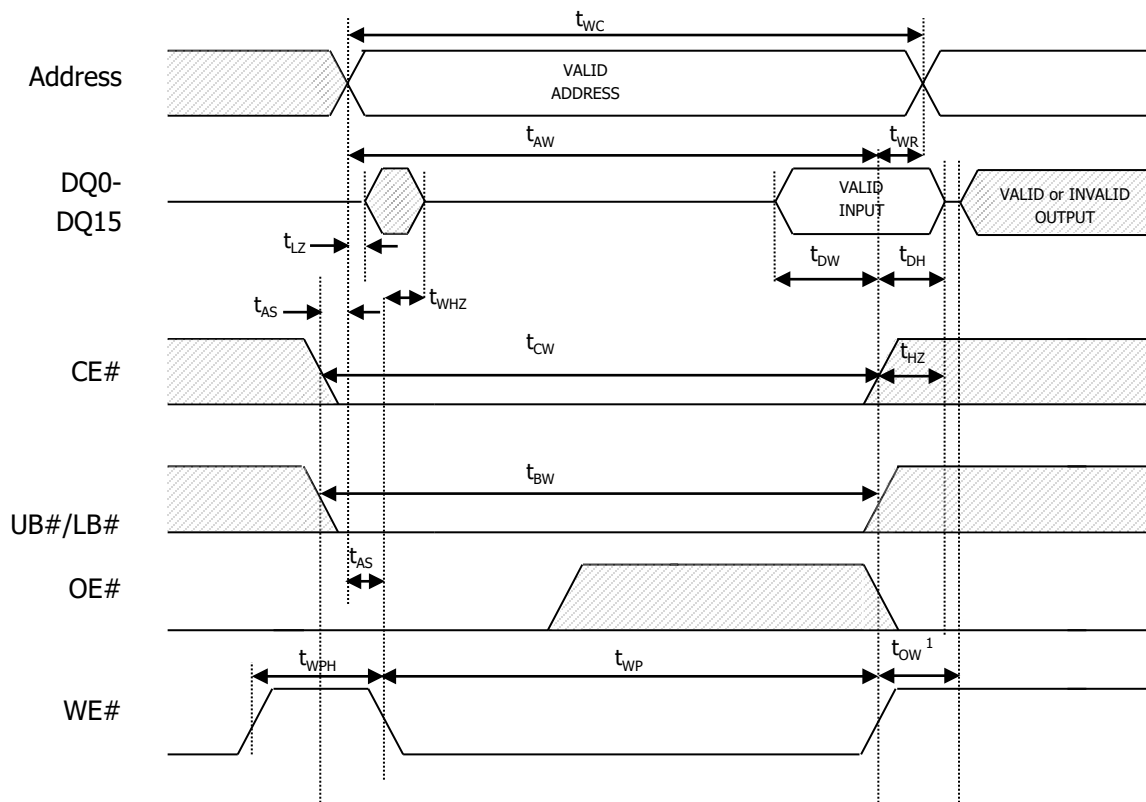 tWC
Address
VALID
ADDRESS
tAW
tWR
DQ0-
DQ15
VALID
INPUT
VALID or INVALID
OUTPUT
tLZ
tDW
tDH
tWHZ
tAS
CE#
tCW
tHZ
UB#/LB#
tBW
tAS
OE#
tWPH
tWP
tOW 1
WE#